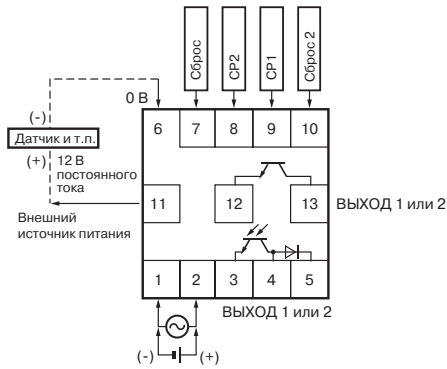 Сброс
СР2
СР1
Сброс 2
0 В
(-)
Датчик и т.п.
(+)
12 В
постоянного
тока
6
7
8
9
10
11
12
13
ВЫХОД 1 или 2
Внешний
источник питания
1
2
3
4
5
ВЫХОД 1 или 2
(-)
(+)